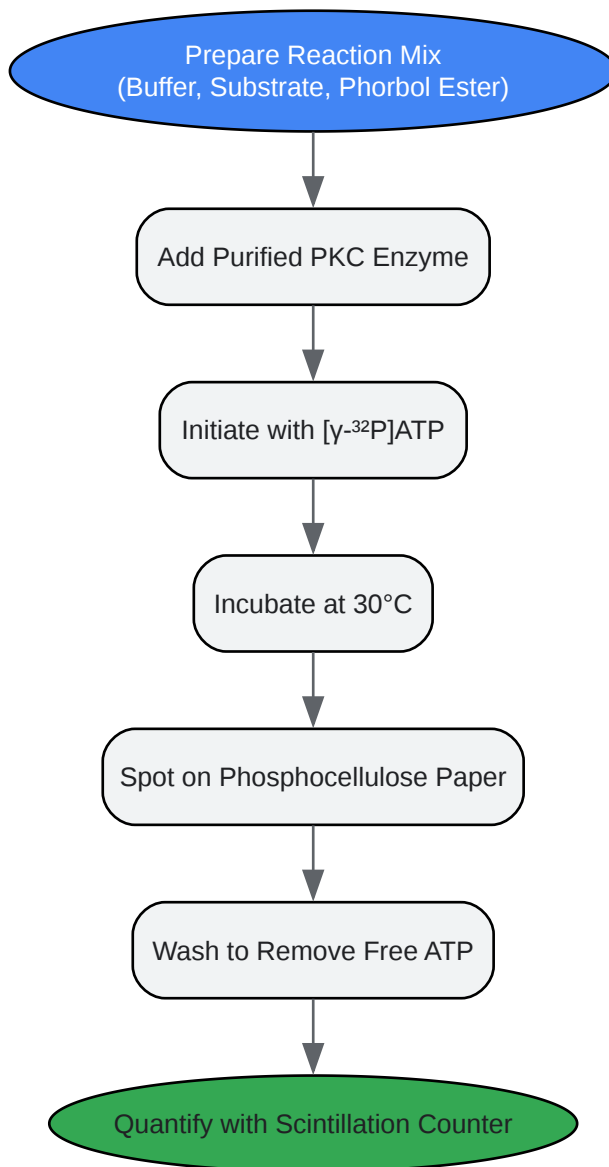 Prepare Reaction Mix
(Buffer, Substrate, Phorbol Ester)
Add Purified PKC Enzyme
Initiate with [γ-³²P]ATP
Incubate at 30°C
Spot on Phosphocellulose Paper
Wash to Remove Free ATP
Quantify with Scintillation Counter